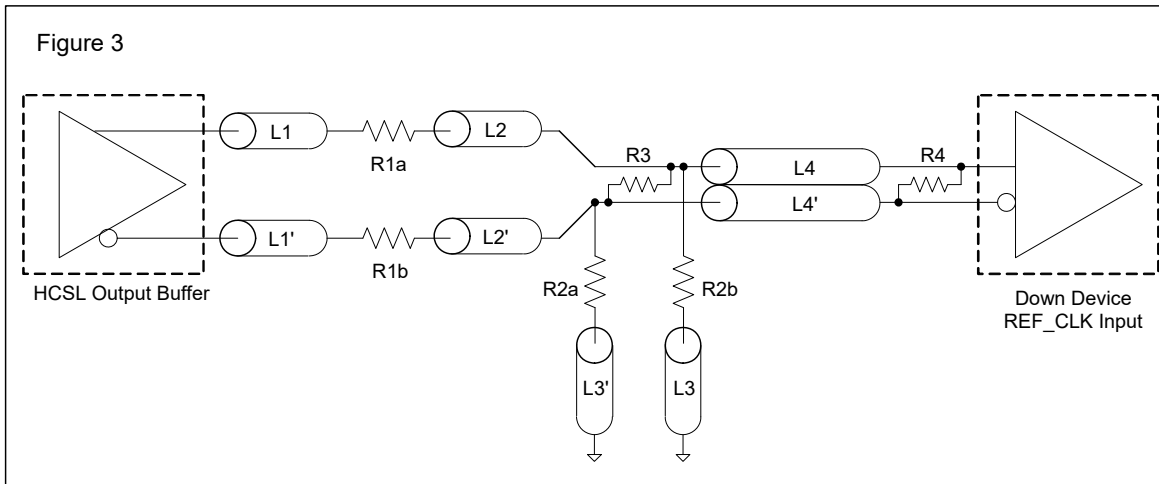 Figure 3
L1
R1a
L2
R3
L4
R4
L1'
R1b
L2'
L4'
HCSL Output Buffer
R2a
R2b
Down Device
REF_CLK Input
L3'
L3